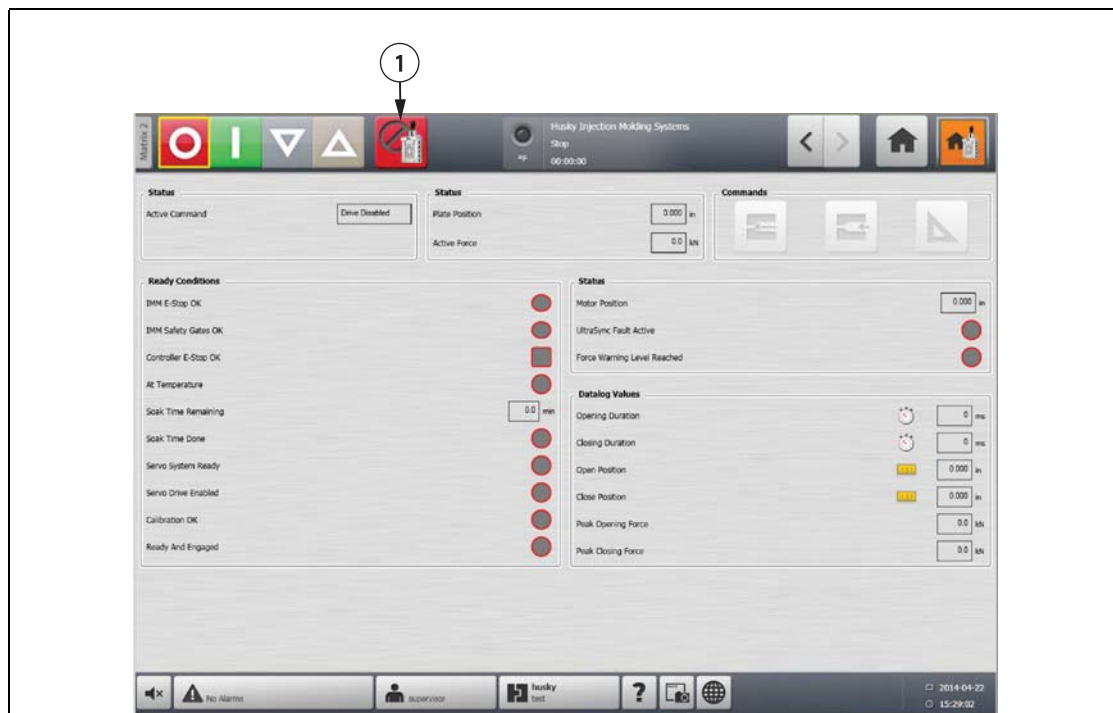 1
Matrix 2
Husky Injection Molding Systems
Stop
°F 00:00:00
Status
Active Command Drive Disabled
Status
Plate Position 0.000 in
Active Force 0.0 kN
Commands
Ready Conditions
IMM E-Stop OK
IMM Safety Gates OK
Controller E-Stop OK
At Temperature
Soak Time Remaining 0.0 min
Soak Time Done
Servo System Ready
Servo Drive Enabled
Calibration OK
Ready And Engaged
Status
Motor Position 0.000 in
UltraSync Fault Active
Force Warning Level Reached
Datalog Values
Opening Duration 0 ms
Closing Duration 0 ms
Open Position 0.000 in
Close Position 0.000 in
Peak Opening Force 0.0 kN
Peak Closing Force 0.0 kN
No Alarms
supervisor
husky
test
?
2014-04-22
15:29:02